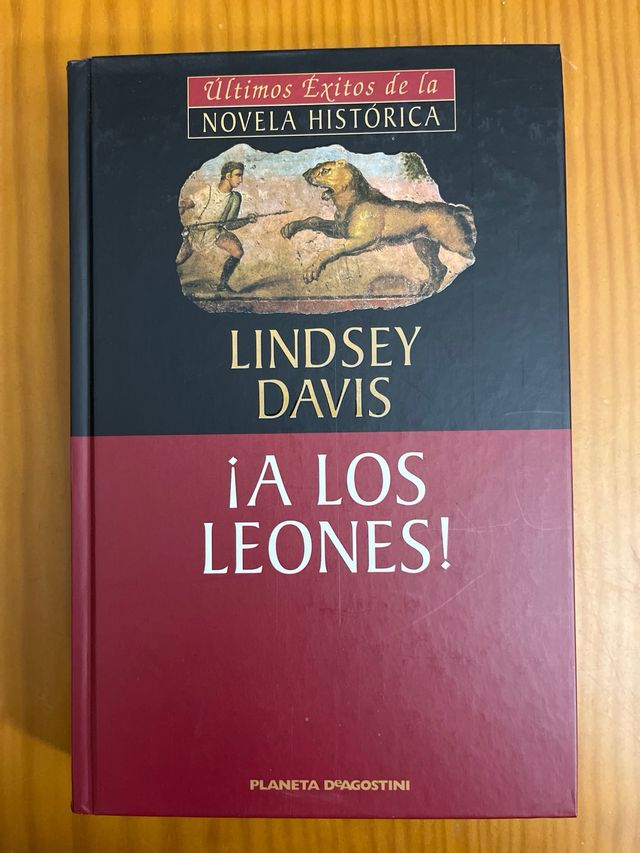 Últimos Éxitos de la
NOVELA HISTÓRICA
LINDSEY
DAVIS
¡A LOS
LEONES!
PLANETA DeAGOSTINI